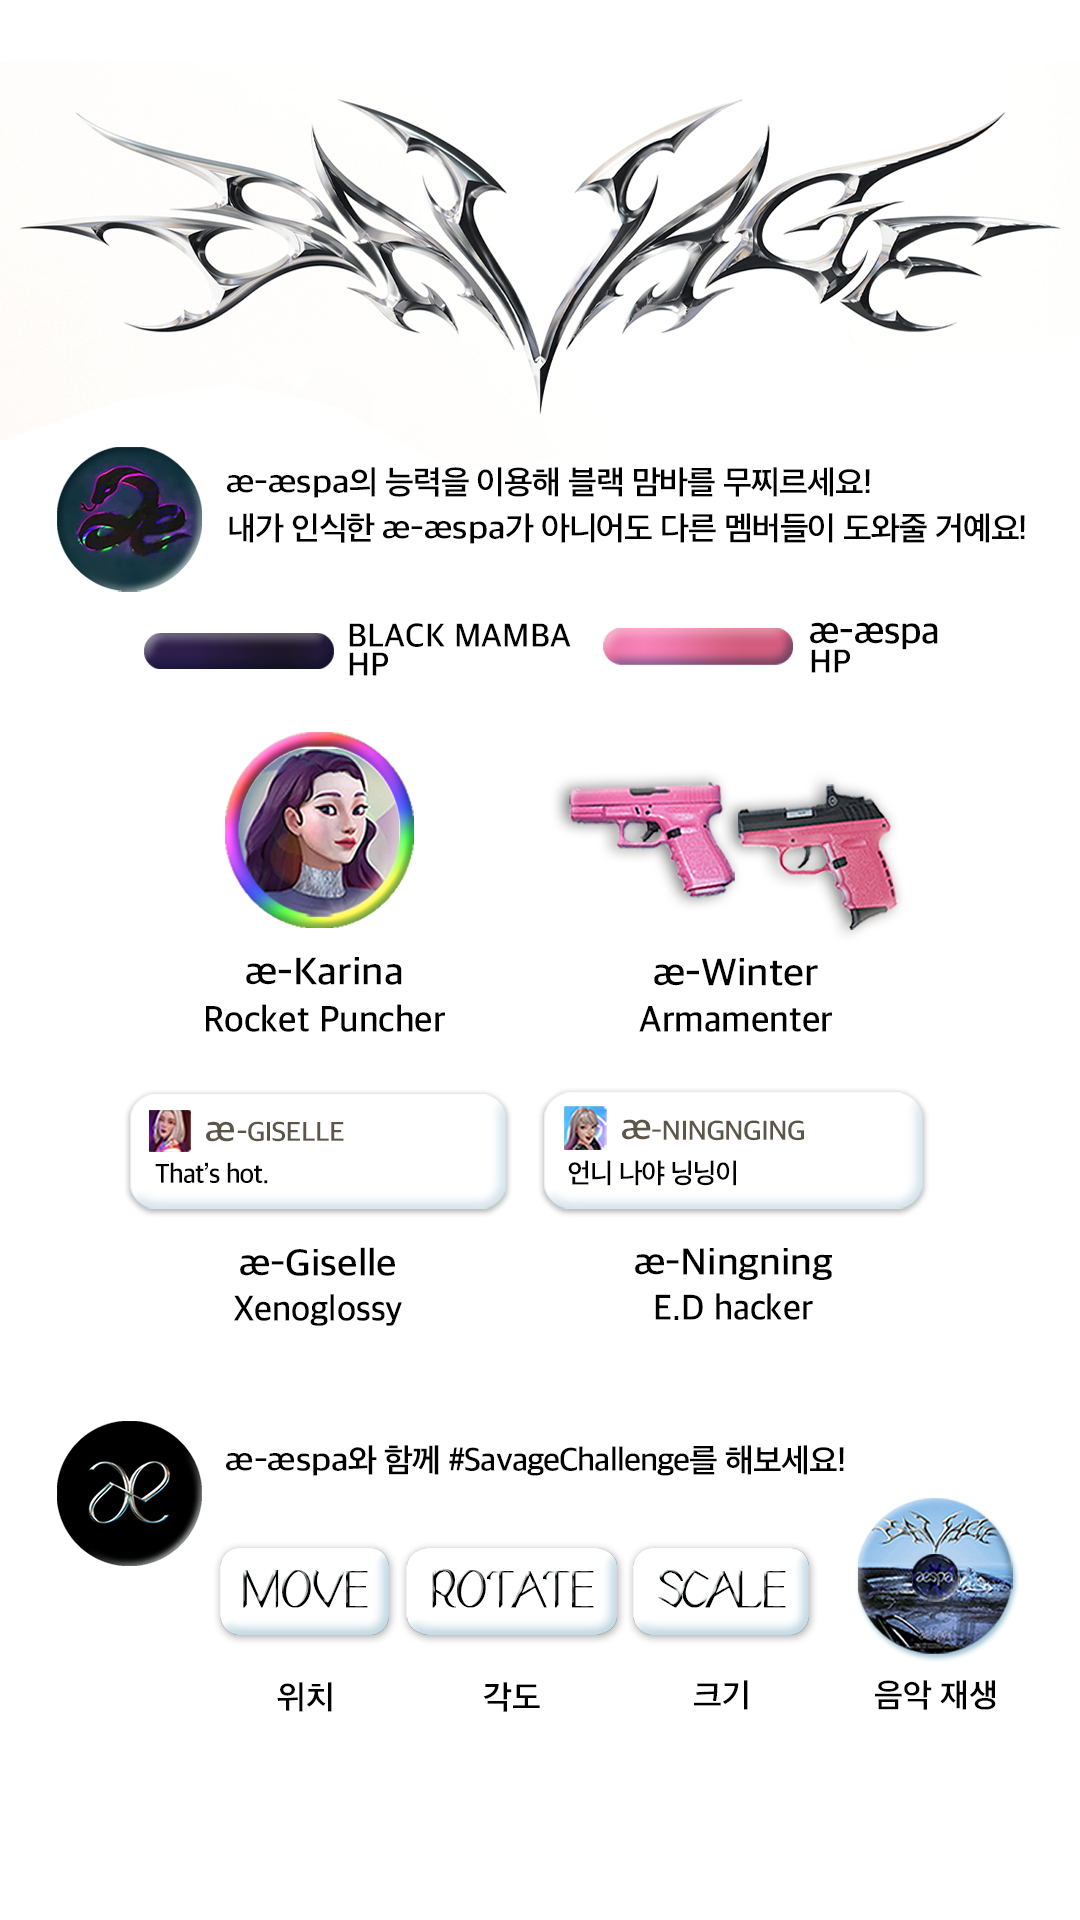 SAVAGE
æ-æspa의 능력을 이용해 블랙 맘바를 무찌르세요!
내가 인식한 æ-æspa가 아니어도 다른 멤버들이 도와줄 거예요!
BLACK MAMBA
HP
æ-æspa
HP
æ-Karina
Rocket Puncher
æ-Winter
Armamenter
æ-GISELLE
That's hot.
æ-NINGNGING
언니 나야 닝닝이
æ-Giselle
Xenoglossy
æ-Ningning
E.D hacker
æ
æ-æspa와 함께 #SavageChallenge를 해보세요!
MOVE
ROTATE
SCALE
SAVAGE
aespa
위치
각도
크기
음악 재생